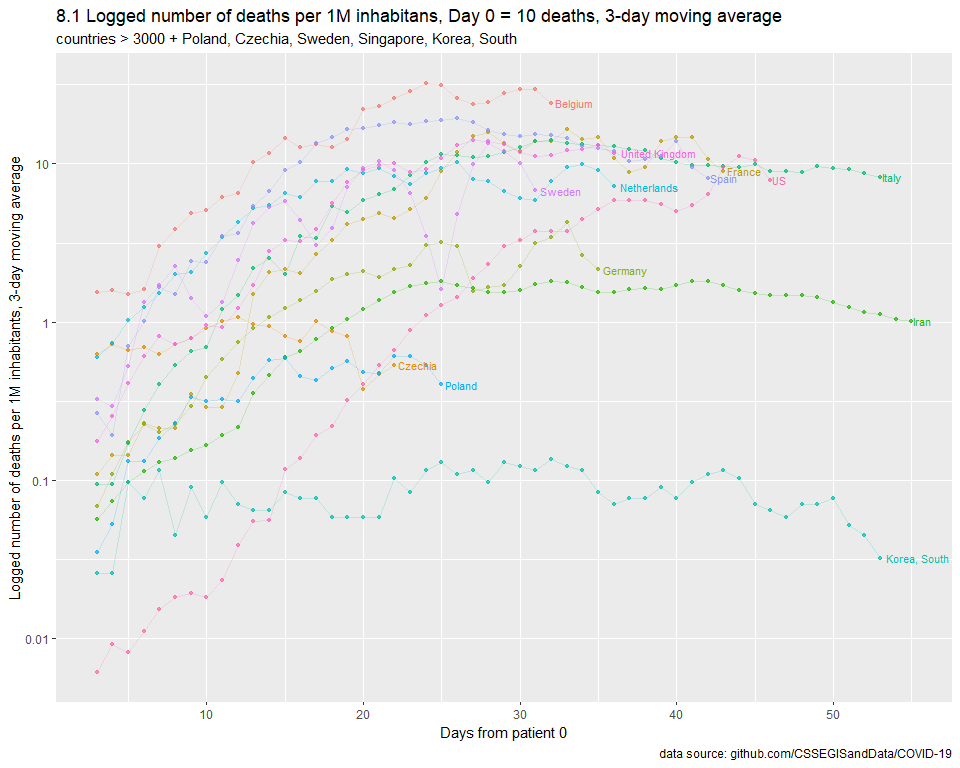 8.1 Logged number of deaths per 1M inhabitans, Day 0 = 10 deaths, 3-day moving average
countries > 3000 + Poland, Czechia, Sweden, Singapore, Korea, South
Logged number of deaths per 1M inhabitants, 3-day moving average
10
1
0.1
0.01
Belgium
United Kingdom
France
Spain
US
Italy
Netherlands
Sweden
Germany
Iran
Czechia
Poland
Korea, South
10 20 30 40 50
Days from patient 0
data source: github.com/CSSEGISandData/COVID-19